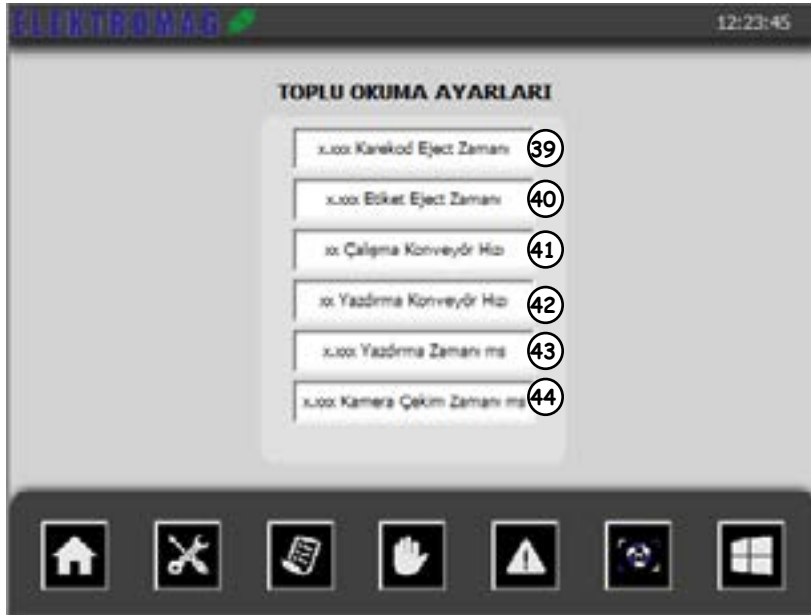 ELEKTROMAG
12:23:45
TOPLU OKUMA AYARLARI
x.xxx Karekod Eject Zamanı 39
x.xxx Etiket Eject Zamanı 40
xx Çalışma Konveyör Hızı 41
xx Yazdırma Konveyör Hızı 42
x.xxx Yazdırma Zamanı ms 43
x.xxx Kamera Çekim Zamanı ms 44